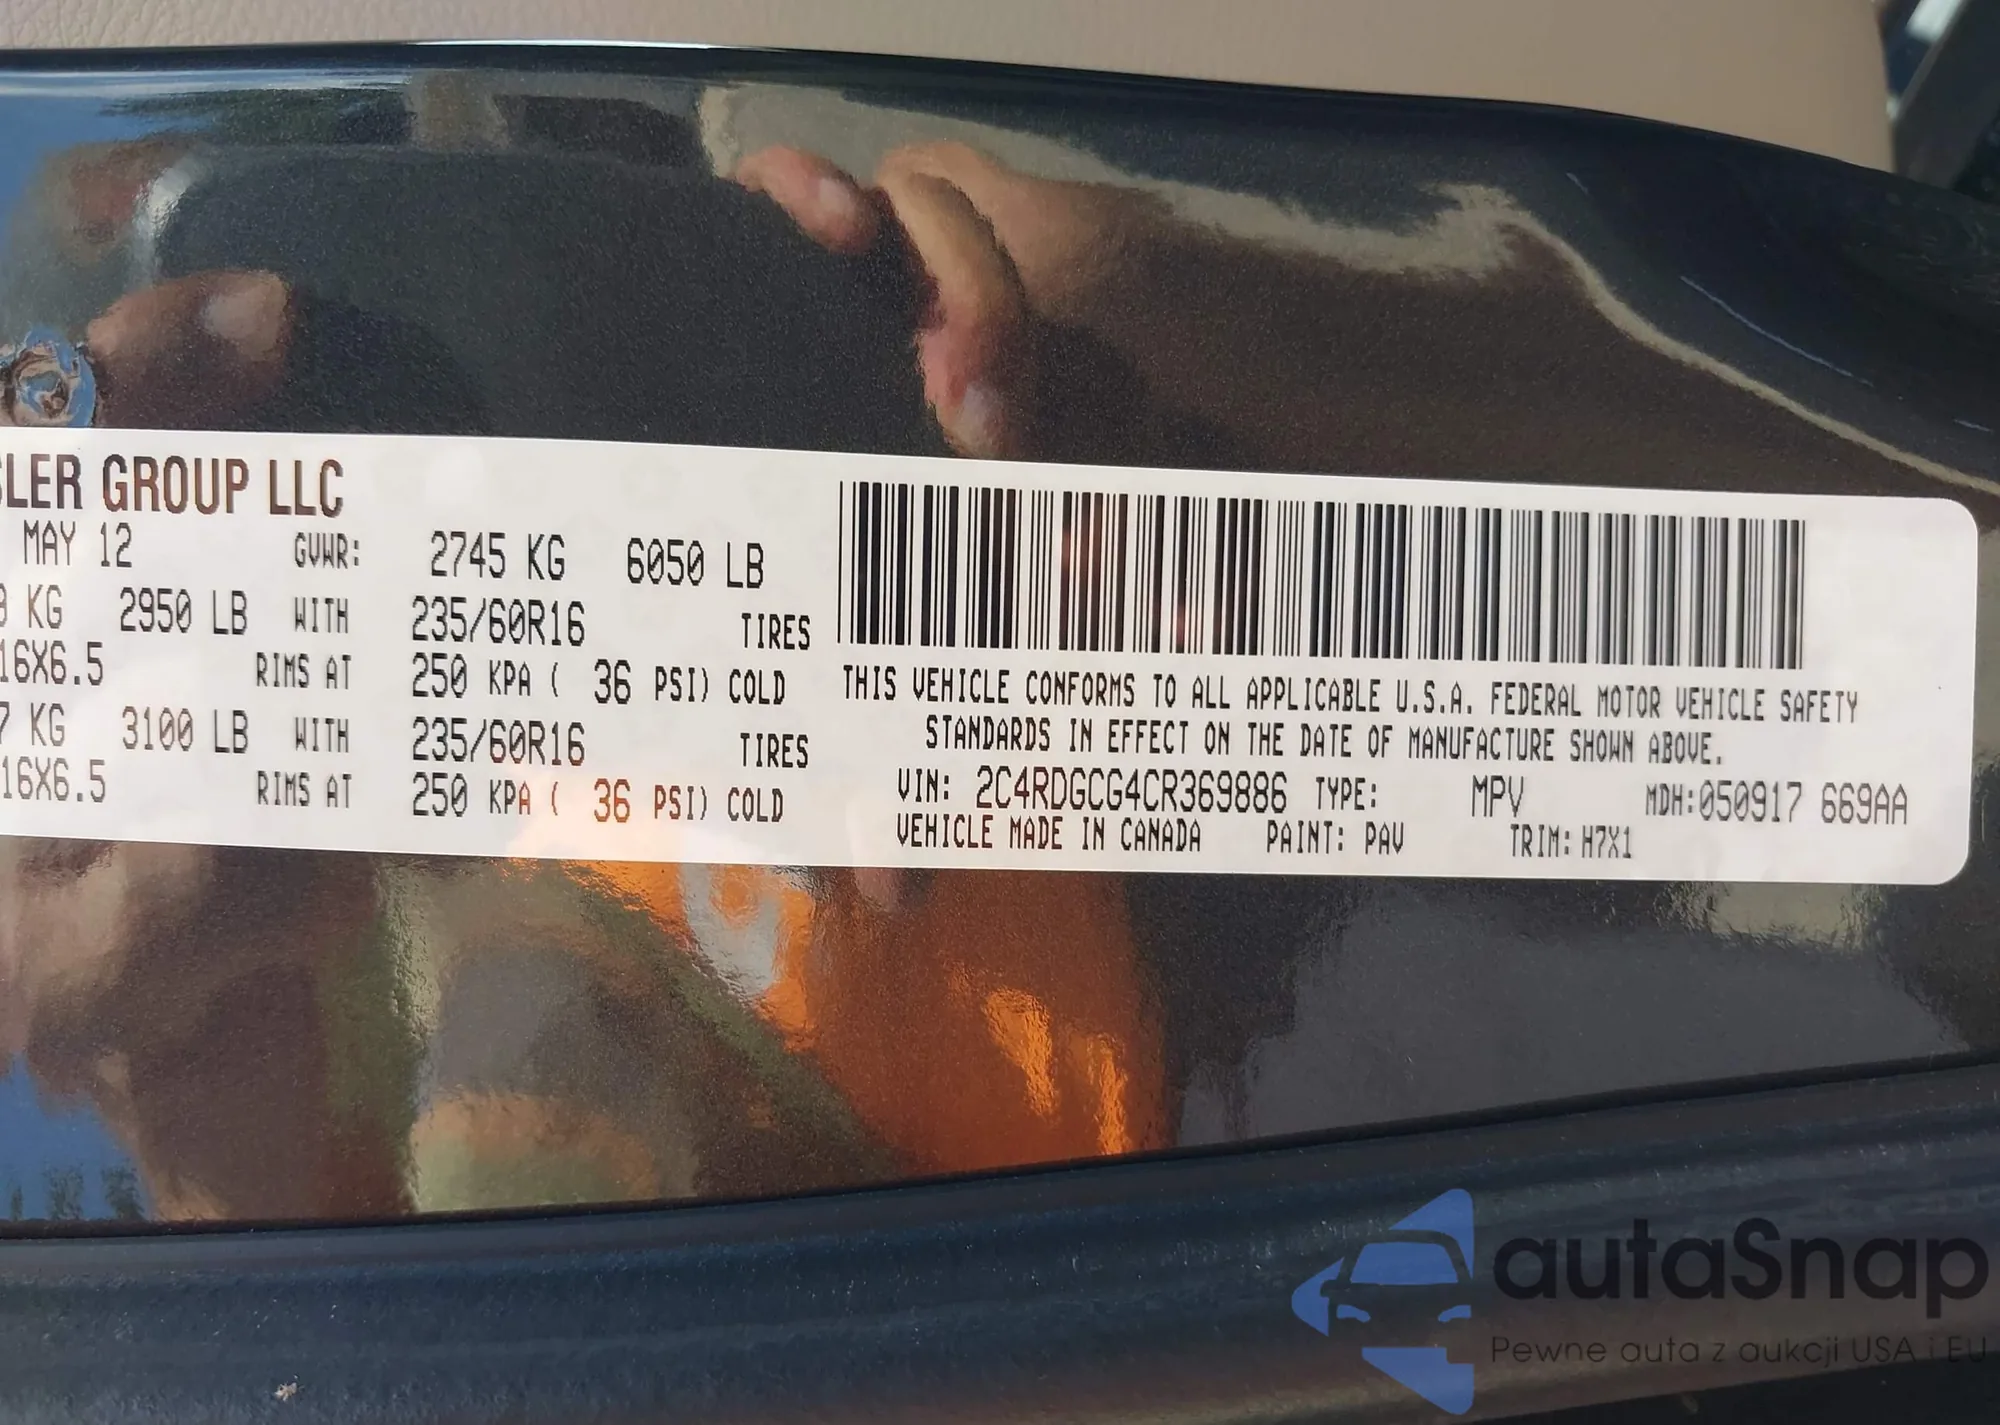 SLER GROUP LLC
MAY 12 GVWR: 2745 KG 6050 LB
KG 2950 LB WITH 235/60R16 TIRES
16X6.5 RIMS AT 250 KPA ( 36 PSI) COLD
7 KG 3100 LB WITH 235/60R16 TIRES
16X6.5 RIMS AT 250 KPA ( 36 PSI) COLD
THIS VEHICLE CONFORMS TO ALL APPLICABLE U.S.A. FEDERAL MOTOR VEHICLE SAFETY
STANDARDS IN EFFECT ON THE DATE OF MANUFACTURE SHOWN ABOVE.
VIN: 2C4RDGCG4CR369886 TYPE: MPV MDH:050917 669AA
VEHICLE MADE IN CANADA PAINT: PAV TRIM: H7X1
autaSnap
Pewne auta z aukcji USA i EU